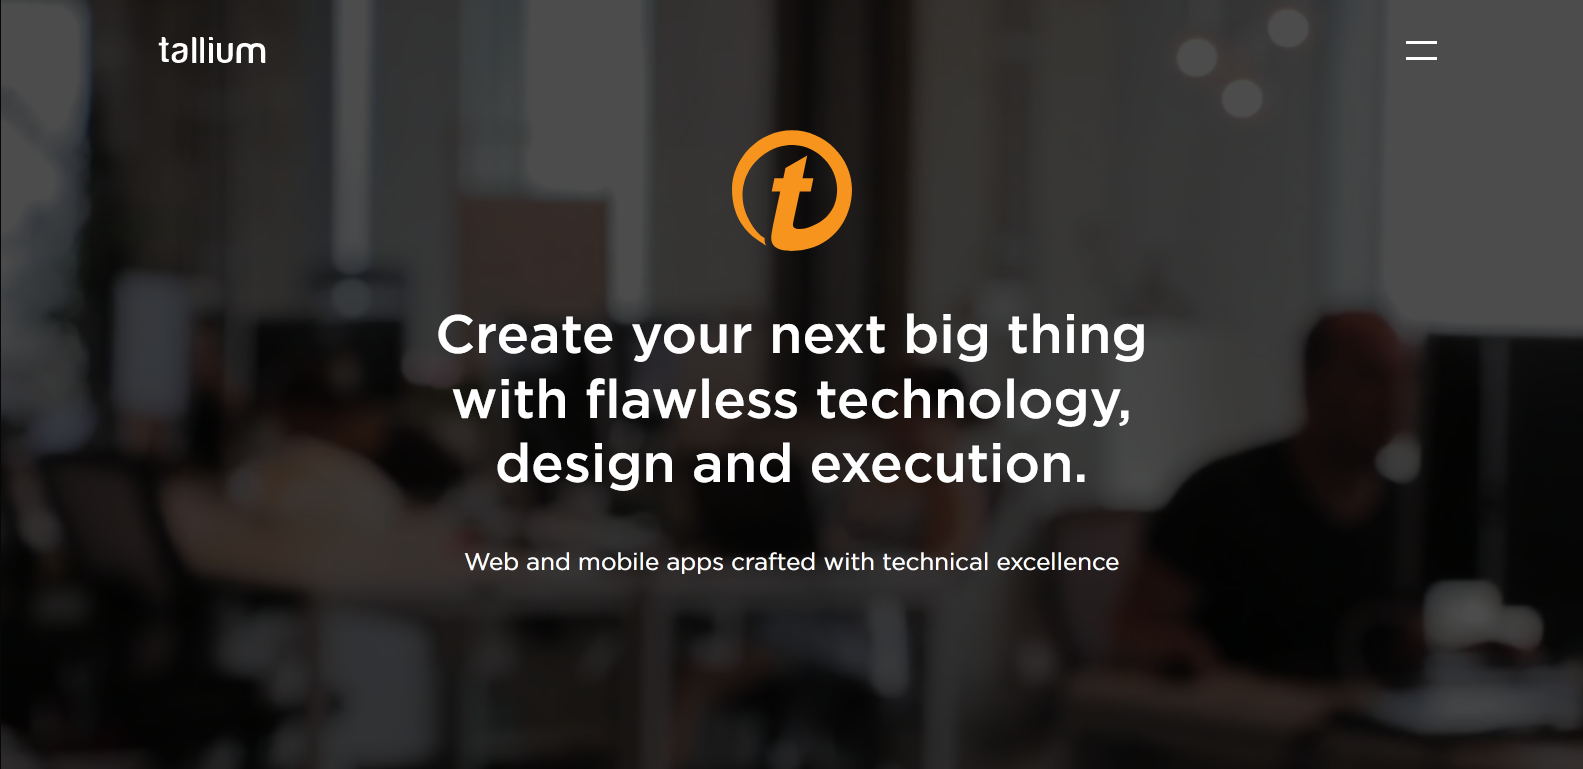 tallium
t
Create your next big thing
with flawless technology,
design and execution.
Web and mobile apps crafted with technical excellence